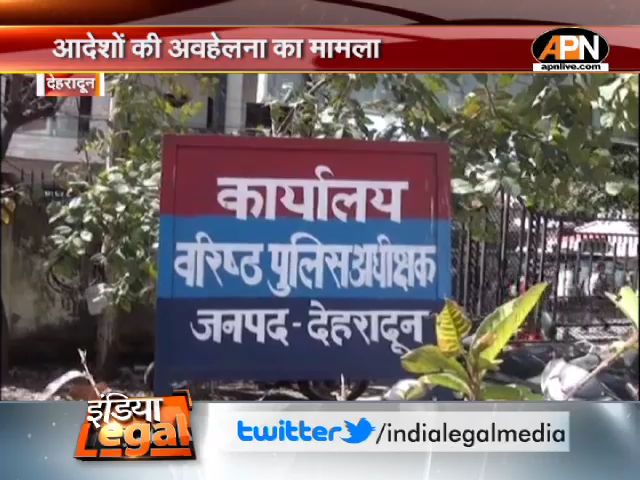 आदेशों की अवहेलना का मामला
APN
apnlive.com
देहरादून
कार्यालय
वरिष्ठ पुलिस अधीक्षक
जनपद - देहरादून
इंडिया
Legal
twitter /indialegalmedia